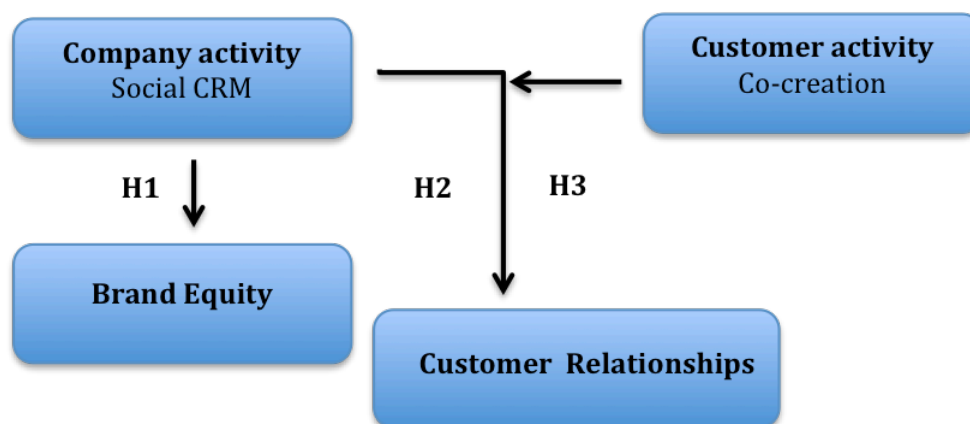 Company activity
Social CRM
Customer activity
Co-creation
H1
H2
H3
Brand Equity
Customer Relationships